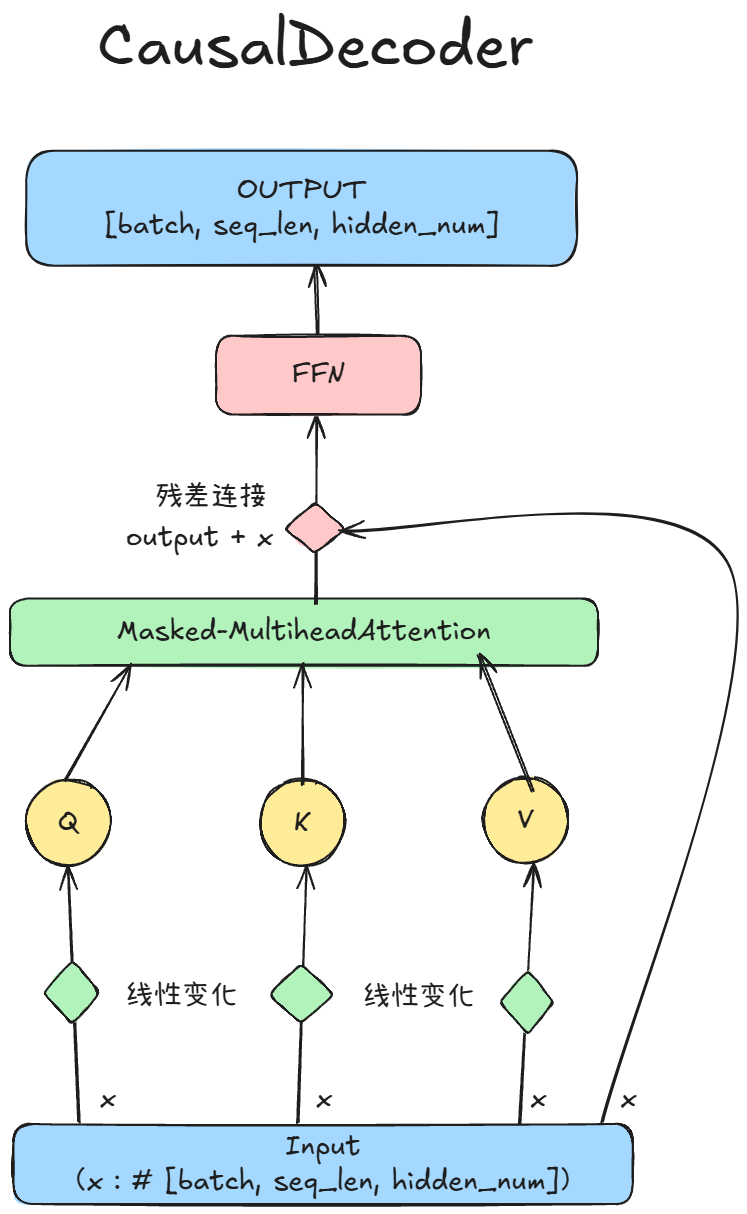 CausalDecoder
OUTPUT
[batch, seq_len, hidden_num]
FFN
残差连接
output + x
Masked-MultiheadAttention
Q
K
V
线性变化
线性变化
x
x
x
x
Input
(x : # [batch, seq_len, hidden_num])